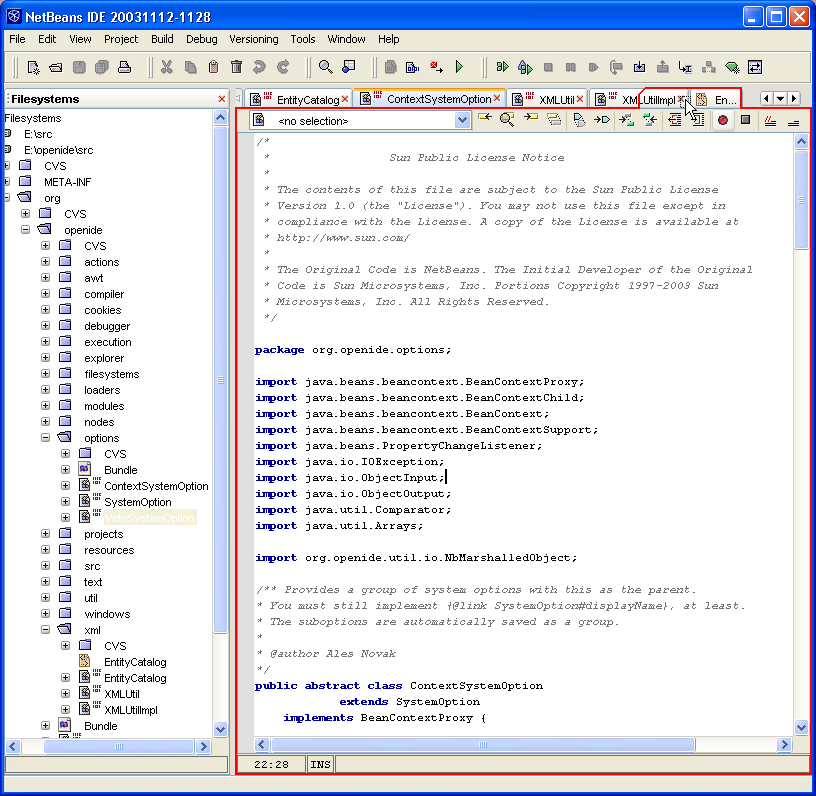 NetBeans IDE 20031112-1128
File Edit View Project Build Debug Versioning Tools Window Help
Filesystems
EntityCatalog ContextSystemOption XMLUtil XM UtilImpl En...
Filesystems
E:\src
E:\openide\src
CVS
META-INF
org
CVS
openide
CVS
actions
awt
compiler
cookies
debugger
execution
explorer
filesystems
loaders
modules
nodes
options
CVS
Bundle
ContextSystemOption
SystemOption
VetoSystemOption
projects
resources
src
text
util
windows
xml
CVS
EntityCatalog
EntityCatalog
XMLUtil
XMLUtilImpl
Bundle
<no selection>
/*
* Sun Public License Notice
*
* The contents of this file are subject to the Sun Public License
* Version 1.0 (the "License"). You may not use this file except in
* compliance with the License. A copy of the License is available at
* http://www.sun.com/
*
* The Original Code is NetBeans. The Initial Developer of the Original
* Code is Sun Microsystems, Inc. Portions Copyright 1997-2003 Sun
* Microsystems, Inc. All Rights Reserved.
*/
package org.openide.options;
import java.beans.beancontext.BeanContextProxy;
import java.beans.beancontext.BeanContextChild;
import java.beans.beancontext.BeanContext;
import java.beans.beancontext.BeanContextSupport;
import java.beans.PropertyChangeListener;
import java.io.IOException;
import java.io.ObjectInput;
import java.io.ObjectOutput;
import java.util.Comparator;
import java.util.Arrays;
import org.openide.util.io.NbMarshalledObject;
/** Provides a group of system options with this as the parent.
* You must still implement {@link SystemOption#displayName}, at least.
* The suboptions are automatically saved as a group.
*
* @author Ales Novak
*/
public abstract class ContextSystemOption
extends SystemOption
implements BeanContextProxy {
22:28 INS